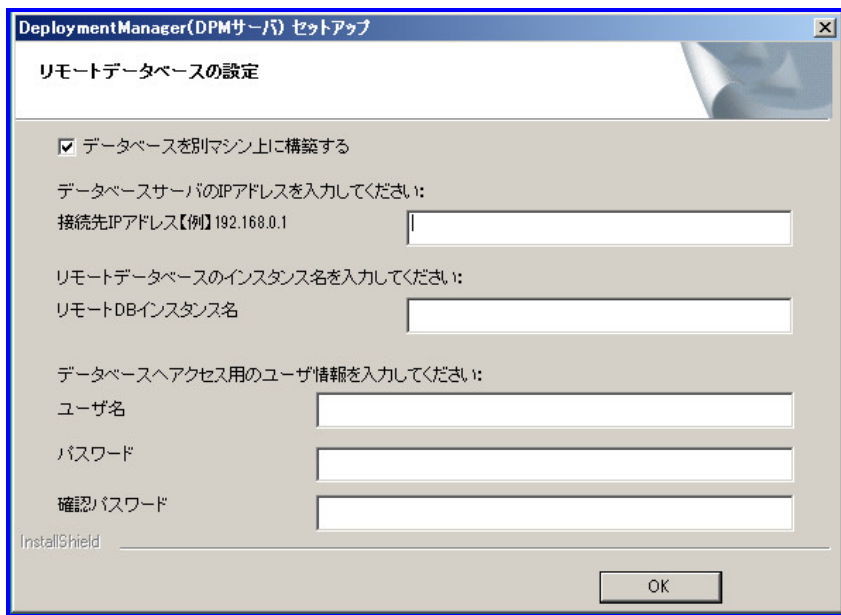 DeploymentManager(DPMサーバ) セットアップ
リモートデータベースの設定
データベースを別マシン上に構築する
データベースサーバのIPアドレスを入力してください:
接続先IPアドレス【例】192.168.0.1
リモートデータベースのインスタンス名を入力してください:
リモートDBインスタンス名
データベースへアクセス用のユーザ情報を入力してください:
ユーザ名
パスワード
確認パスワード
InstallShield
OK